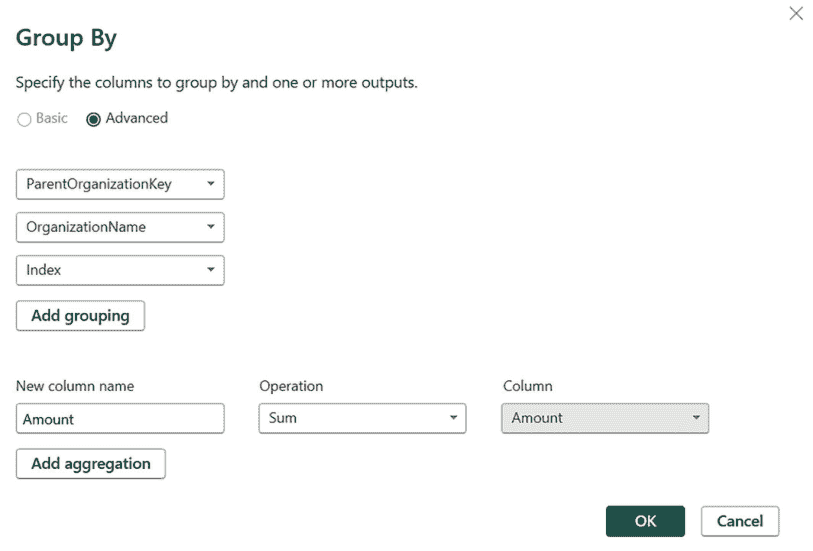 Group By
Specify the columns to group by and one or more outputs.
Basic Advanced
ParentOrganizationKey
OrganizationName
Index
Add grouping
New column name Operation Column
Amount Sum Amount
Add aggregation
OK Cancel